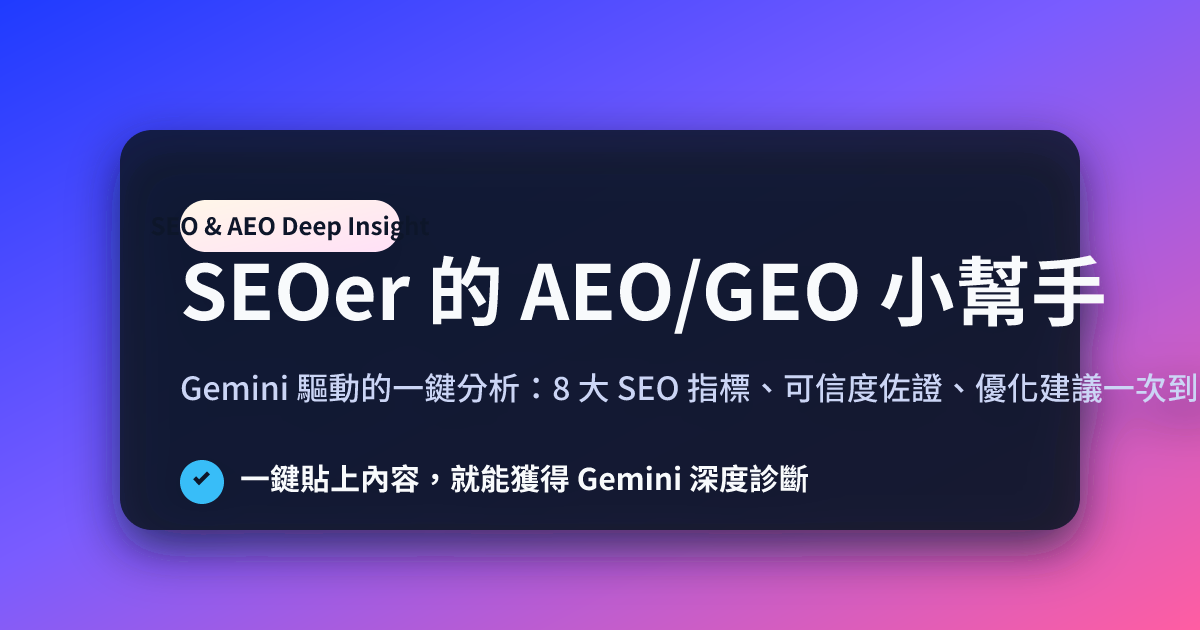 SEO & AEO Deep Insight
SEOer 的 AEO/GEO 小幫手
Gemini 驅動的一鍵分析：8 大 SEO 指標、可信度佐證、優化建議一次到
一鍵貼上內容，就能獲得 Gemini 深度診斷